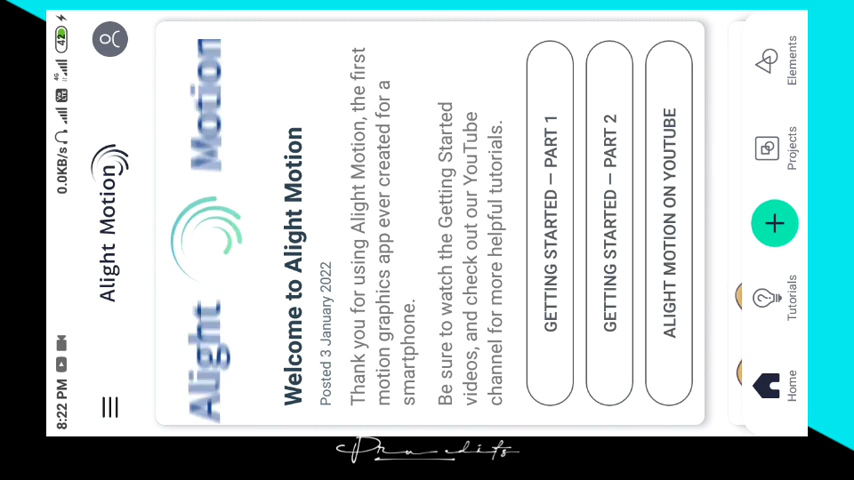 8:22 PM
0.0KB/s
4G
42
Alight Motion
Alight Motion
Welcome to Alight Motion
Posted 3 January 2022
Thank you for using Alight Motion, the first
motion graphics app ever created for a
smartphone.
Be sure to watch the Getting Started
videos, and check out our YouTube
channel for more helpful tutorials.
GETTING STARTED – PART 1
GETTING STARTED – PART 2
ALIGHT MOTION ON YOUTUBE
Home
Tutorials
Projects
Elements